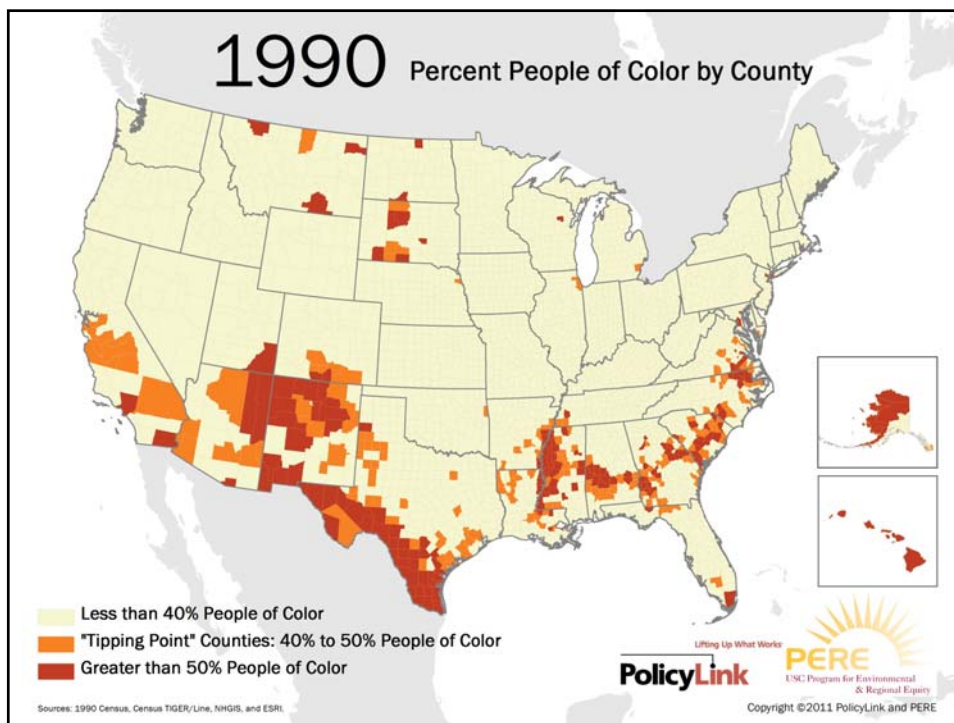 1990 Percent People of Color by County
Less than 40% People of Color
"Tipping Point" Counties: 40% to 50% People of Color
Greater than 50% People of Color
Lifting Up What Works
PolicyLink
PERE
USC Program for Environmental
& Regional Equity
Sources: 1990 Census, Census TIGER/Line, NHGIS, and ESRI.
Copyright ©2011 PolicyLink and PERE